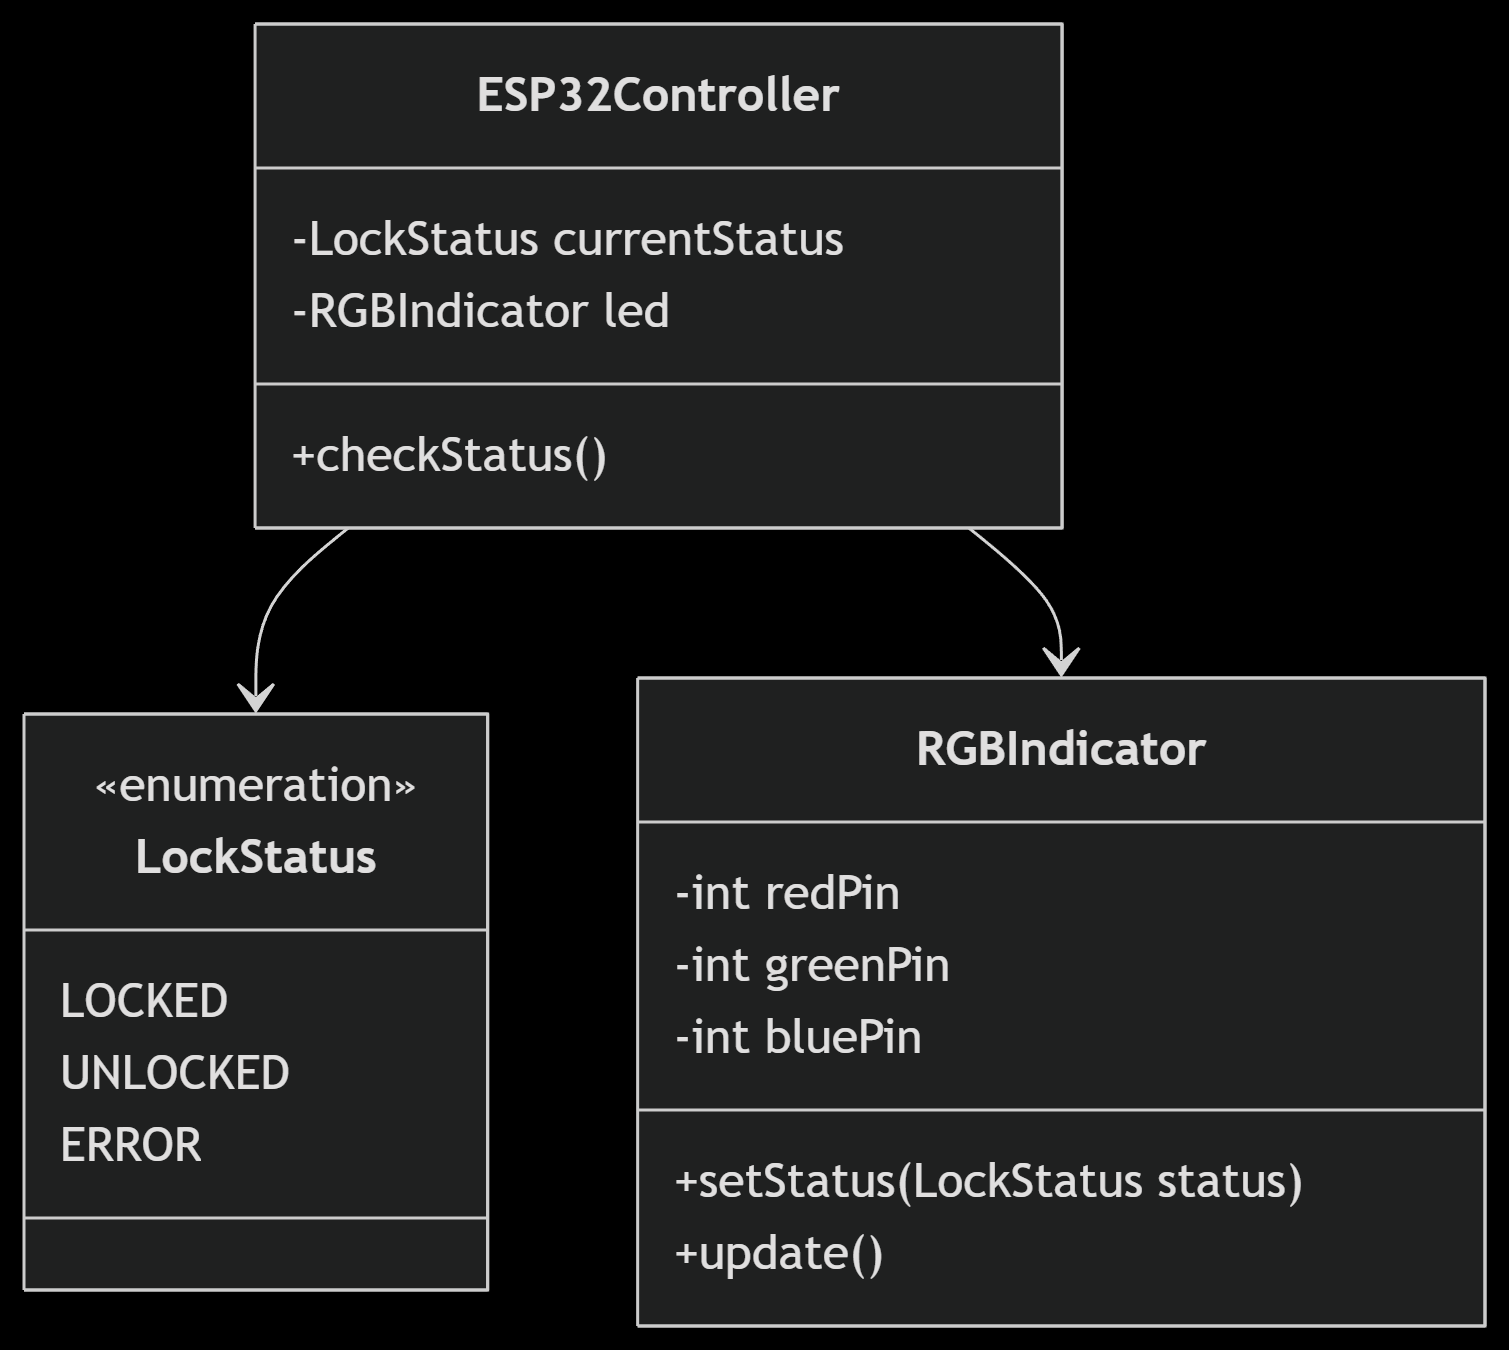 ESP32Controller
-LockStatus currentStatus
-RGBIndicator led
+checkStatus()
«enumeration»
LockStatus
LOCKED
UNLOCKED
ERROR
RGBIndicator
-int redPin
-int greenPin
-int bluePin
+setStatus(LockStatus status)
+update()